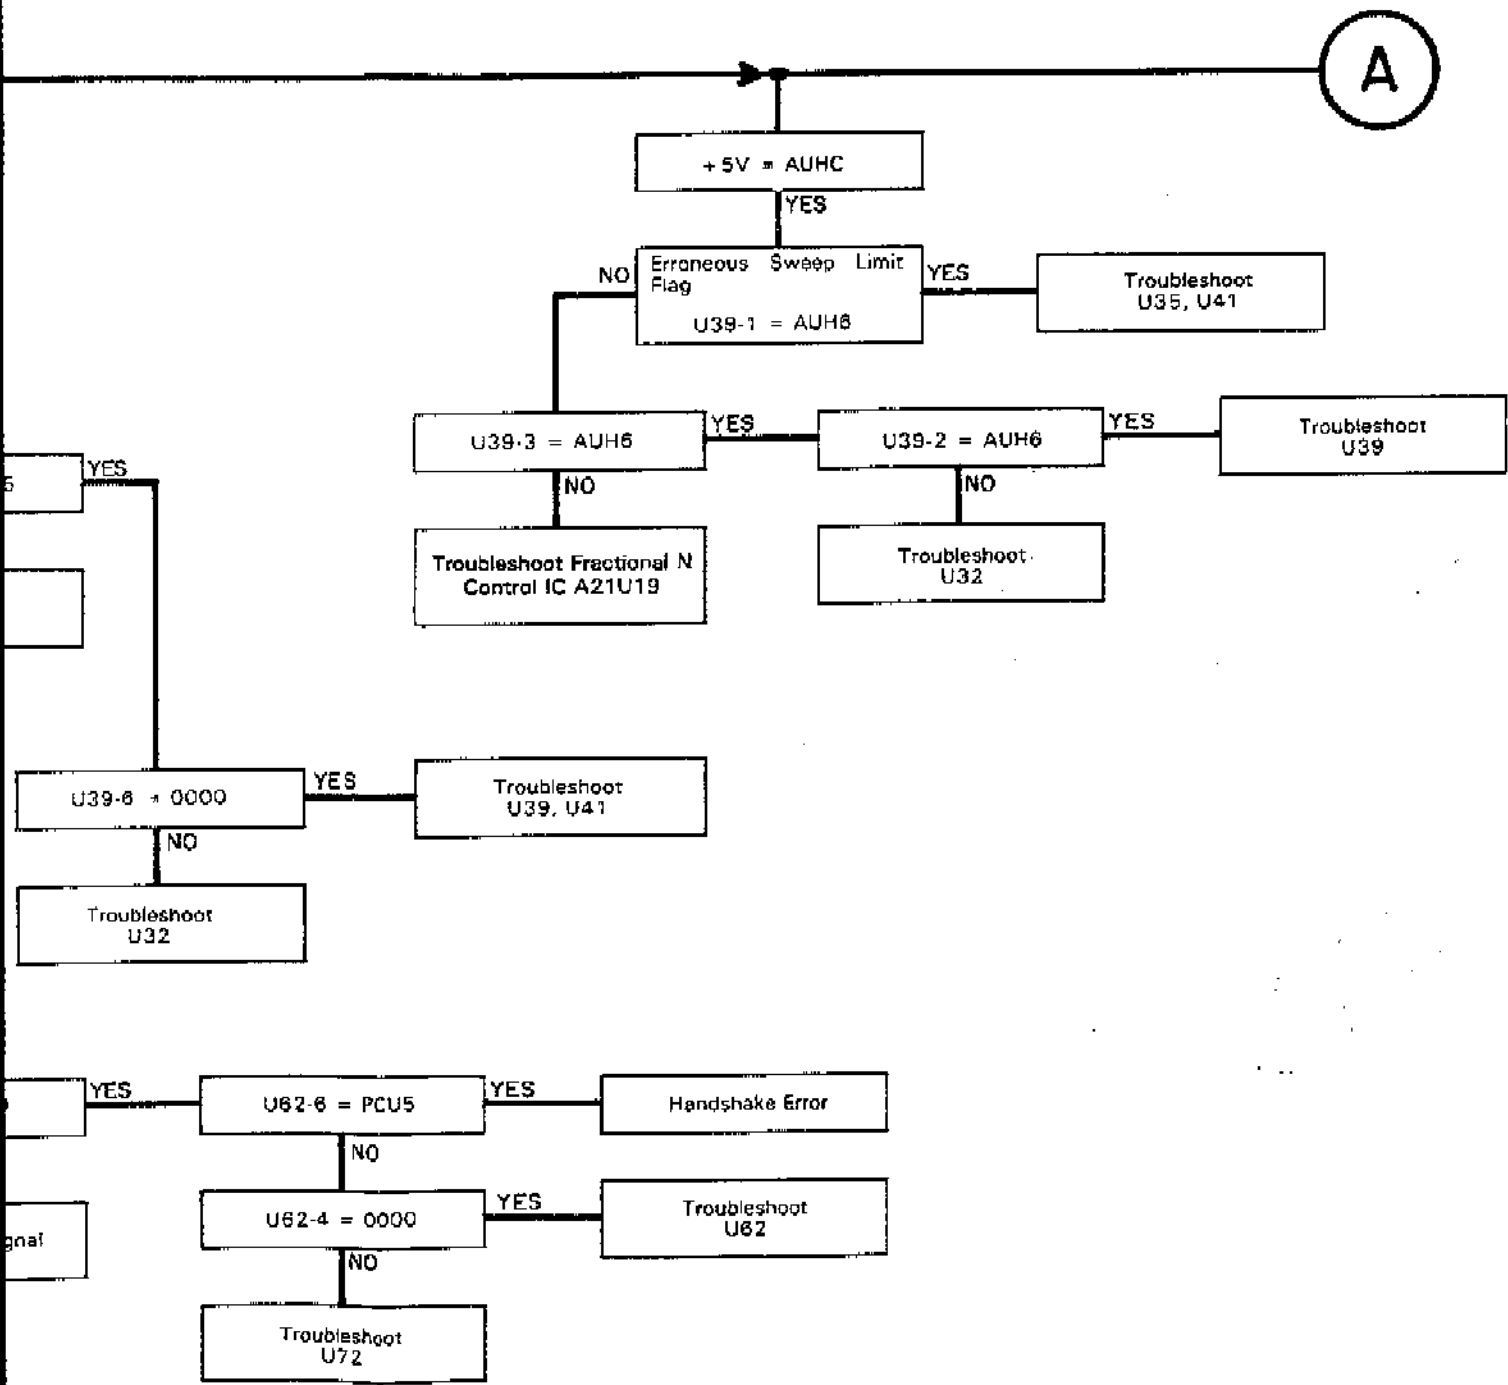 A
+5V = AUHC
YES
Erroneous Sweep Limit
Flag
U39-1 = AUH6
NO
YES
Troubleshoot
U35, U41
U39-3 = AUH6
YES
U39-2 = AUH6
YES
Troubleshoot
U39
NO
NO
Troubleshoot Fractional N
Control IC A21U19
Troubleshoot
U32
YES
U39-6 = 0000
YES
Troubleshoot
U39, U41
NO
Troubleshoot
U32
YES
U62-6 = PCU5
YES
Handshake Error
NO
U62-4 = 0000
YES
Troubleshoot
U62
gnal
NO
Troubleshoot
U72